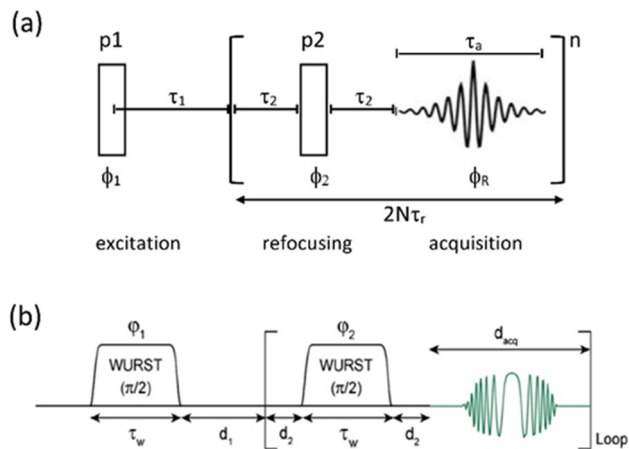 (a)
p1 p2 τa n
τ1 τ2 τ2
ϕ1 ϕ2 ϕR
2Nτr
excitation refocusing acquisition
(b)
φ1 φ2 dacq
WURST (π/2) WURST (π/2)
τw d1 d2 τw d2 Loop